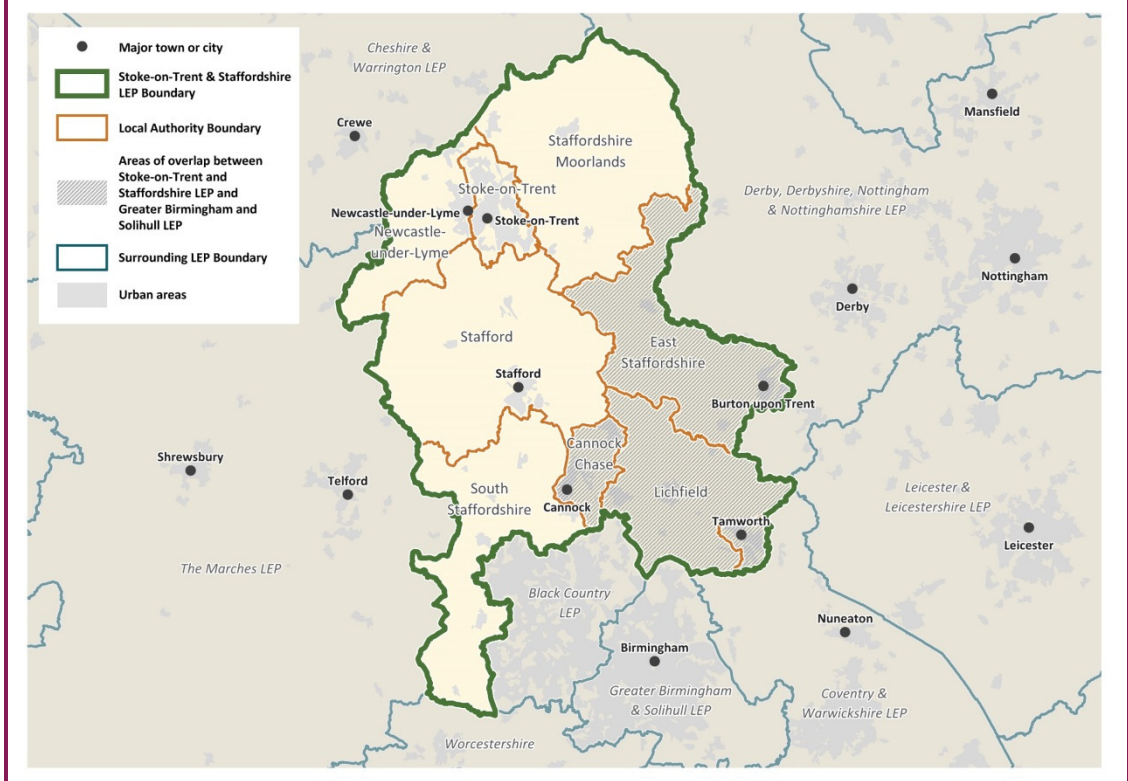 Major town or city
Stoke-on-Trent & Staffordshire
LEP Boundary
Local Authority Boundary
Areas of overlap between
Stoke-on-Trent and
Staffordshire LEP and
Greater Birmingham and
Solihull LEP
Surrounding LEP Boundary
Urban areas
Cheshire &
Warrington LEP
Crewe
Mansfield
Staffordshire
Moorlands
Stoke-on-Trent
Derby, Derbyshire, Nottingham
& Nottinghamshire LEP
Newcastle-under-Lyme
Stoke-on-Trent
Newcastle-
under-Lyme
Nottingham
Derby
Stafford
East
Staffordshire
Stafford
Burton upon Trent
Cannock
Chase
Shrewsbury
Telford
South
Staffordshire
Cannock
Lichfield
Tamworth
Leicester &
Leicestershire LEP
Leicester
The Marches LEP
Black Country
LEP
Nuneaton
Birmingham
Greater Birmingham
& Solihull LEP
Coventry &
Warwickshire LEP
Worcestershire